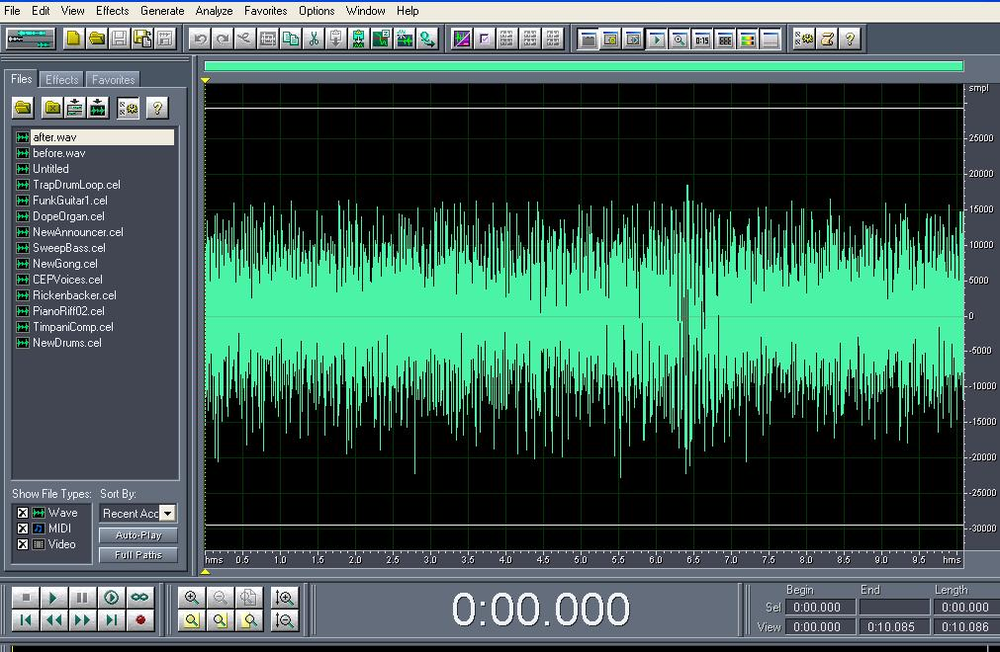 File Edit View Effects Generate Analyze Favorites Options Window Help
Files Effects Favorites
after.wav
before.wav
Untitled
TrapDrumLoop.cel
FunkGuitar1.cel
DopeOrgan.cel
NewAnnouncer.cel
SweepBass.cel
NewGong.cel
CEPVoices.cel
Rickenbacker.cel
PianoRiff02.cel
TimpaniComp.cel
NewDrums.cel
Show File Types: Sort By:
Wave Recent Acc
MIDI Auto-Play
Video Full Paths
0:15
smpl
25000
20000
15000
10000
5000
0
-5000
-10000
-15000
-20000
-25000
-30000
hms 0.5 1.0 1.5 2.0 2.5 3.0 3.5 4.0 4.5 5.0 5.5 6.0 6.5 7.0 7.5 8.0 8.5 9.0 9.5 hms
0:00.000
Begin End Length
Sel 0:00.000 0:00.000
View 0:00.000 0:10.085 0:10.086